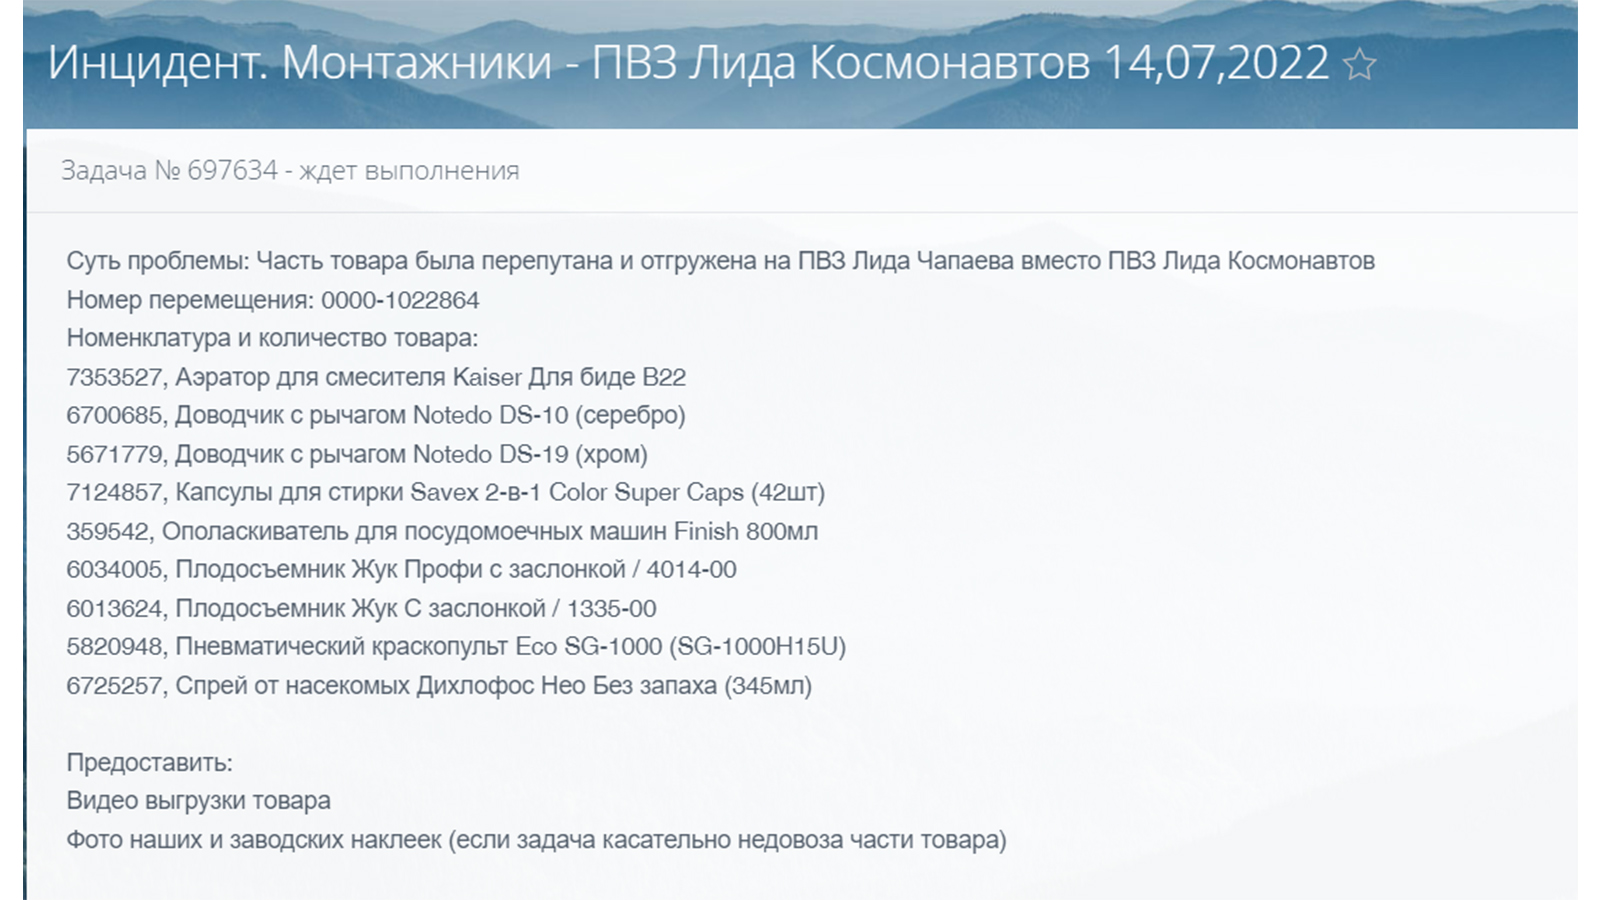 Инцидент. Монтажники - ПВЗ Лида Космонавтов 14,07,2022
Задача № 697634 - ждет выполнения
Суть проблемы: Часть товара была перепутана и отгружена на ПВЗ Лида Чапаева вместо ПВЗ Лида Космонавтов
Номер перемещения: 0000-1022864
Номенклатура и количество товара:
7353527, Аэратор для смесителя Kaiser Для биде B22
6700685, Доводчик с рычагом Notedo DS-10 (серебро)
5671779, Доводчик с рычагом Notedo DS-19 (хром)
7124857, Капсулы для стирки Savex 2-в-1 Color Super Caps (42шт)
359542, Ополаскиватель для посудомоечных машин Finish 800мл
6034005, Плодосъемник Жук Профи с заслонкой / 4014-00
6013624, Плодосъемник Жук С заслонкой / 1335-00
5820948, Пневматический краскопульт Eco SG-1000 (SG-1000H15U)
6725257, Спрей от насекомых Дихлофос Нео Без запаха (345мл)
Предоставить:
Видео выгрузки товара
Фото наших и заводских наклеек (если задача касательно недовоза части товара)